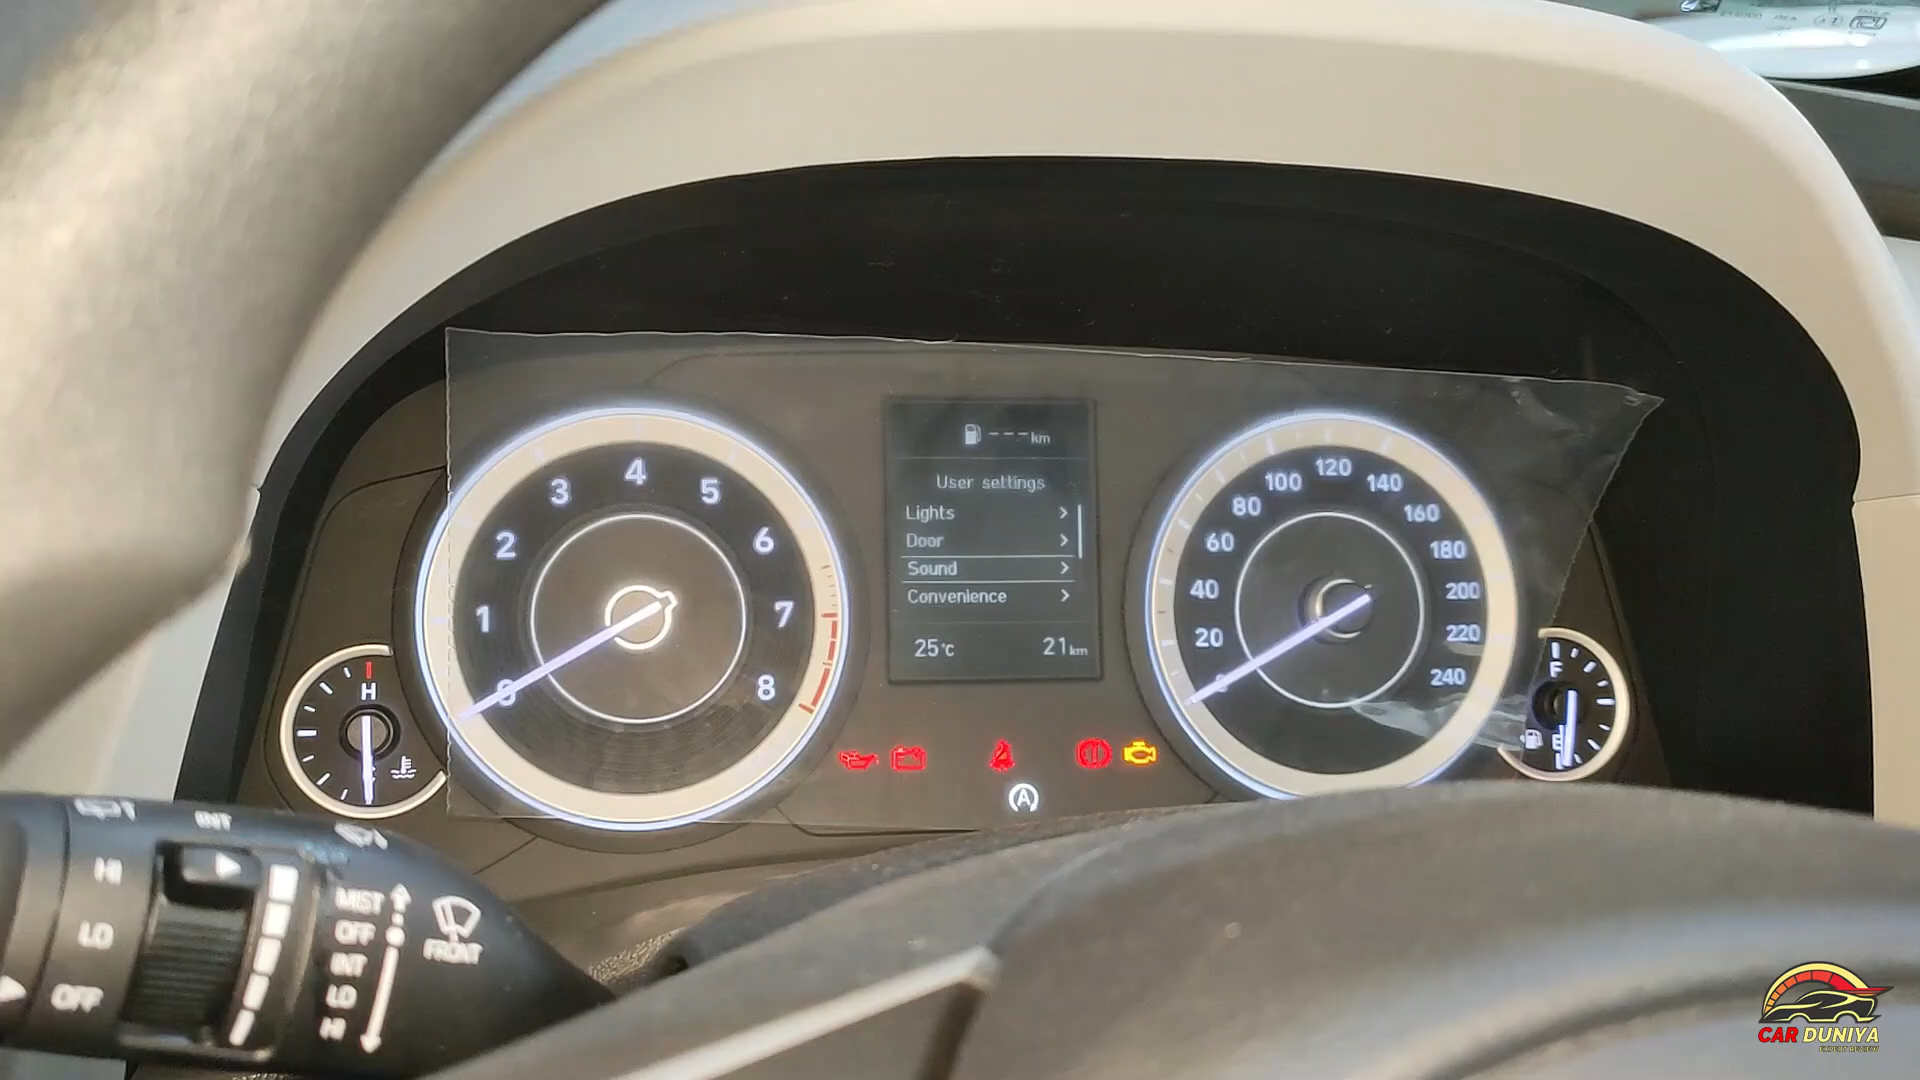 --- km
User settings
Lights >
Door >
Sound >
Convenience >
25°C 21km
0 1 2 3 4 5 6 7 8
20 40 60 80 100 120 140 160 180 200 220 240
H
F
E
A
INT
HI
LO
OFF
MIST
OFF
INT
LO
HI
FRONT
CAR DUNIYA